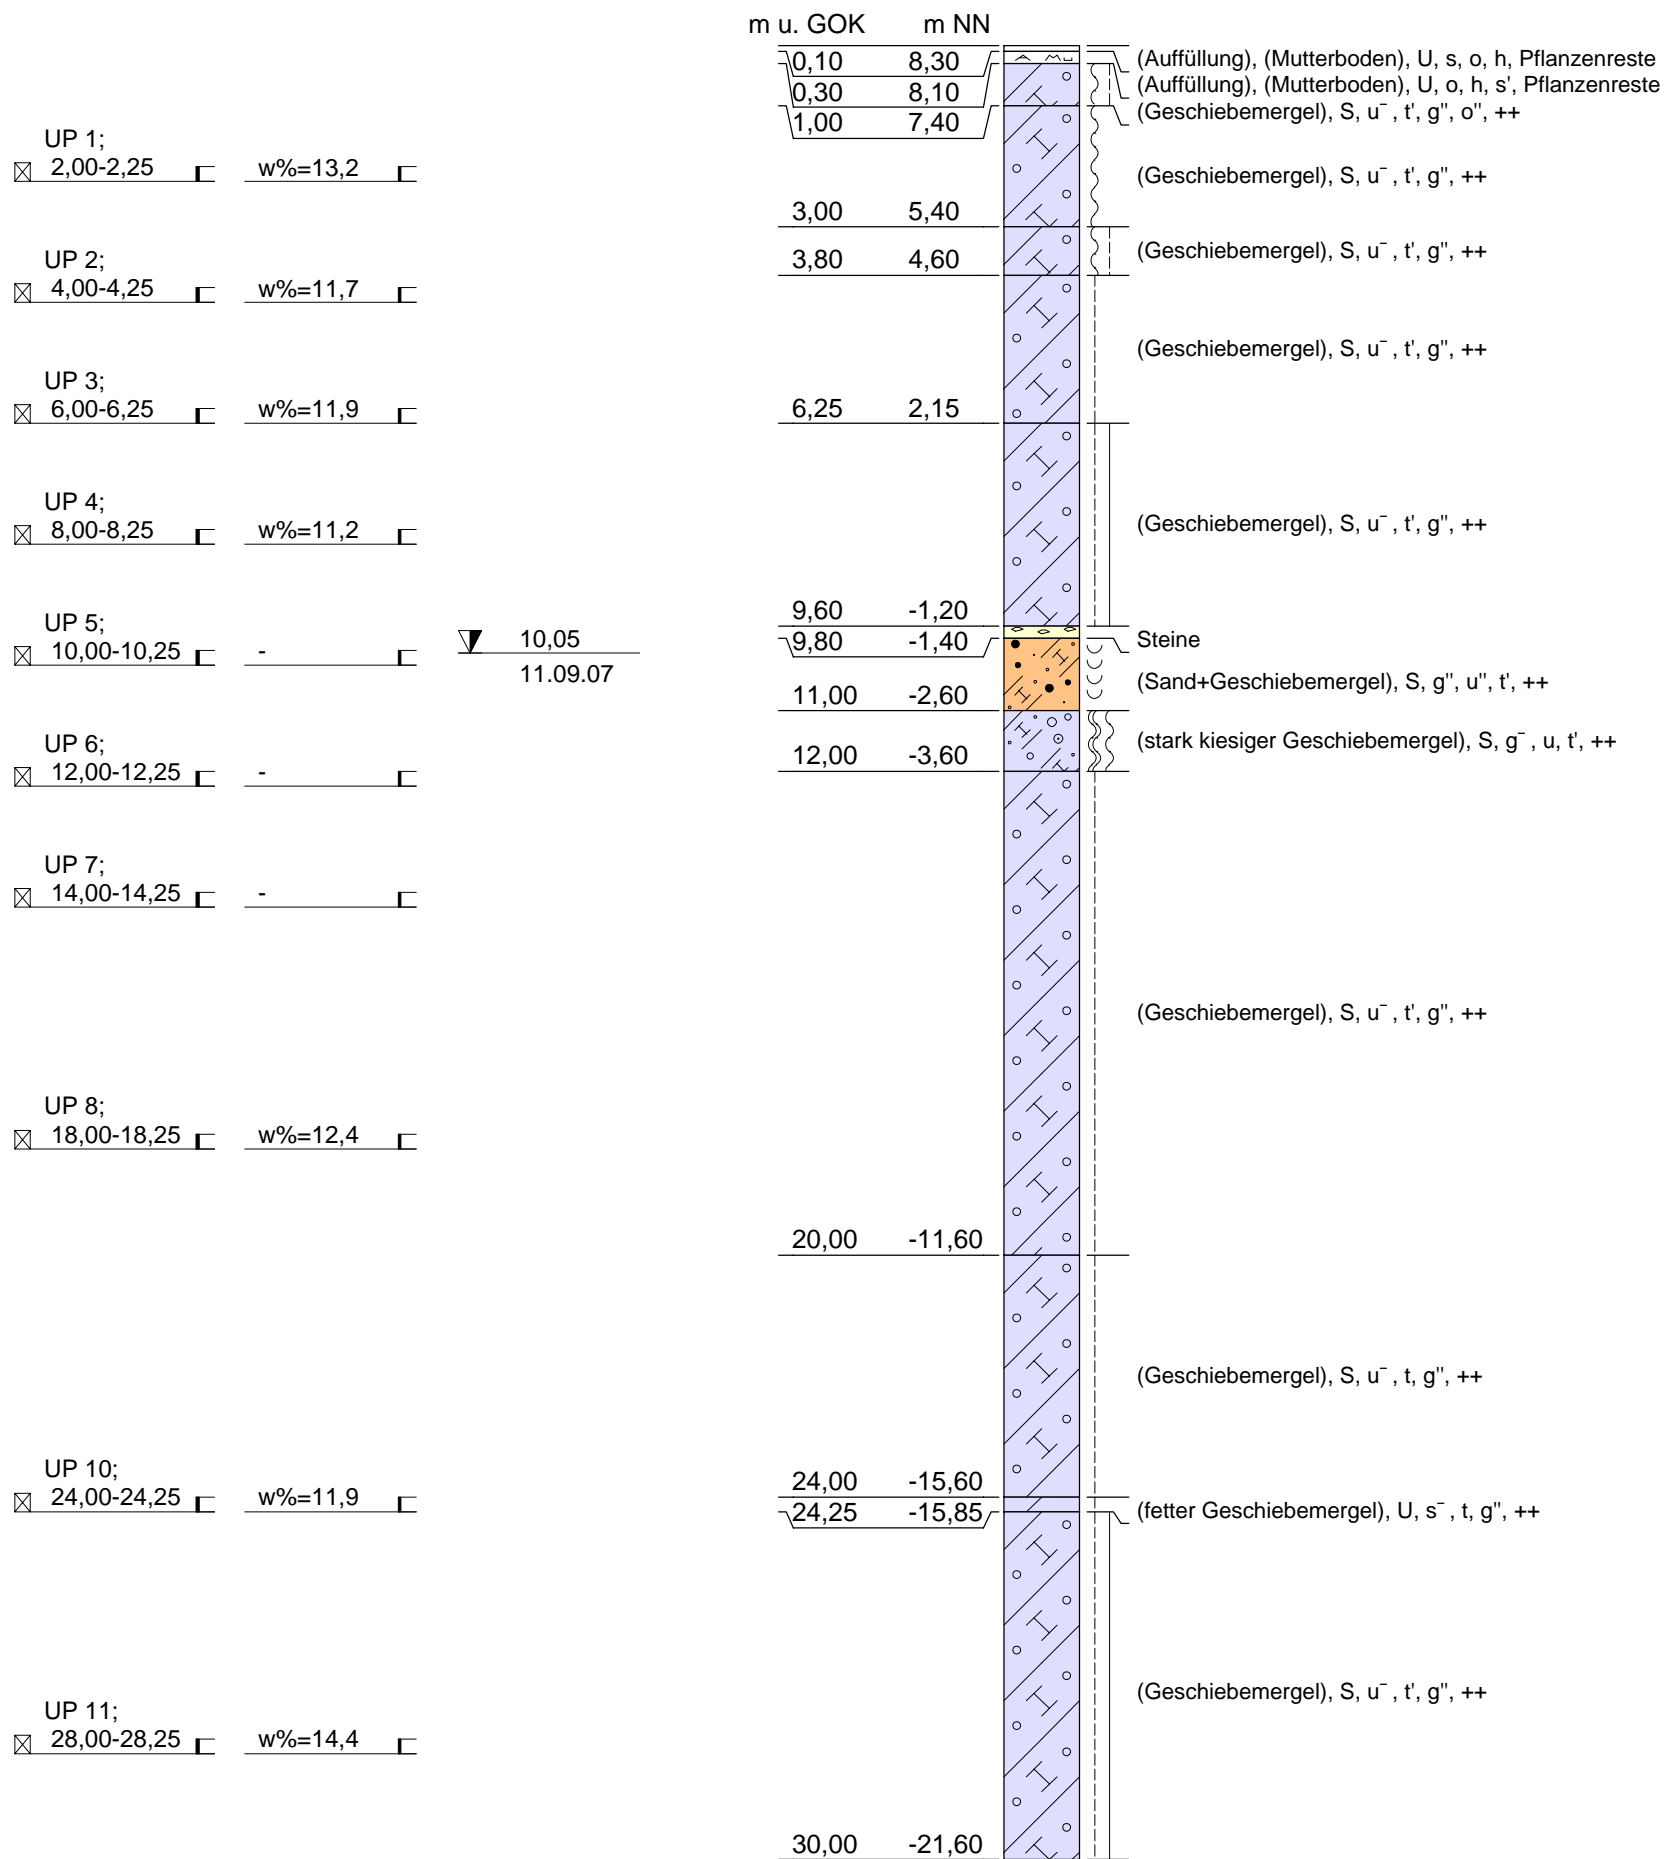 m u. GOK m NN
0,10 8,30 (Auffüllung), (Mutterboden), U, s, o, h, Pflanzenreste
0,30 8,10 (Auffüllung), (Mutterboden), U, o, h, s', Pflanzenreste
1,00 7,40 (Geschiebemergel), S, u¯, t', g'', o'', ++
UP 1;
2,00-2,25 w%=13,2 (Geschiebemergel), S, u¯, t', g'', ++
3,00 5,40
UP 2; (Geschiebemergel), S, u¯, t', g'', ++
3,80 4,60
4,00-4,25 w%=11,7
(Geschiebemergel), S, u¯, t', g'', ++
UP 3;
6,00-6,25 w%=11,9 6,25 2,15
UP 4;
8,00-8,25 w%=11,2 (Geschiebemergel), S, u¯, t', g'', ++
9,60 -1,20
UP 5;
10,05 9,80 -1,40 Steine
10,00-10,25 -
11.09.07 (Sand+Geschiebemergel), S, g'', u'', t', ++
11,00 -2,60
UP 6; (stark kiesiger Geschiebemergel), S, g¯, u, t', ++
12,00 -3,60
12,00-12,25 -
UP 7;
14,00-14,25 -
(Geschiebemergel), S, u¯, t', g'', ++
UP 8;
18,00-18,25 w%=12,4
20,00 -11,60
(Geschiebemergel), S, u¯, t, g'', ++
UP 10;
24,00 -15,60
24,00-24,25 w%=11,9
24,25 -15,85 (fetter Geschiebemergel), U, s¯, t, g'', ++
(Geschiebemergel), S, u¯, t', g'', ++
UP 11;
28,00-28,25 w%=14,4
30,00 -21,60